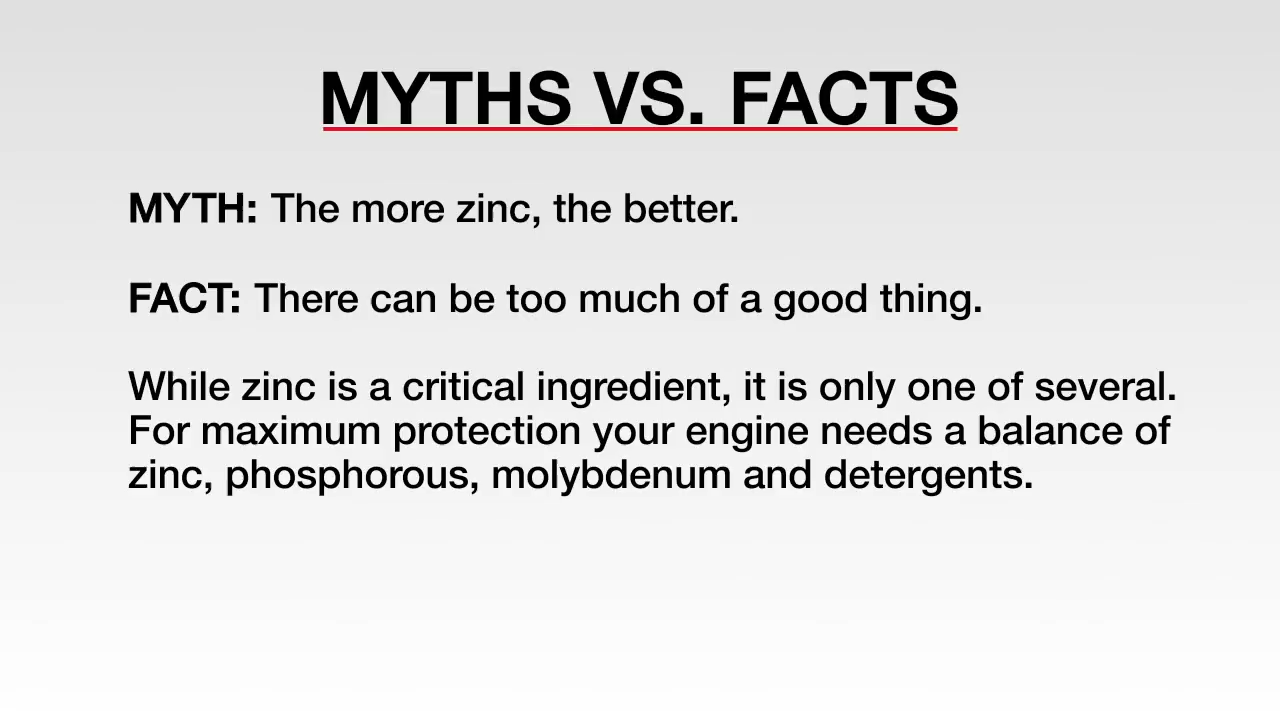 MYTHS VS. FACTS
MYTH: The more zinc, the better.
FACT: There can be too much of a good thing.
While zinc is a critical ingredient, it is only one of several.
For maximum protection your engine needs a balance of
zinc, phosphorous, molybdenum and detergents.